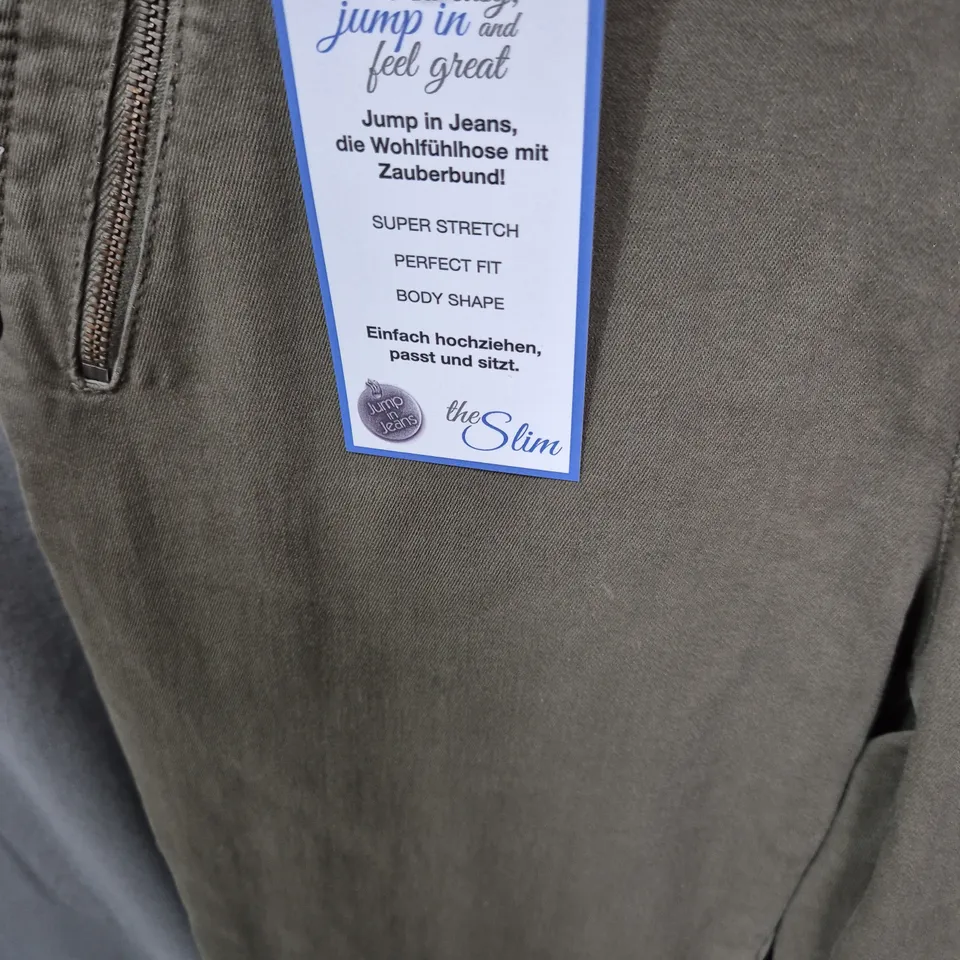 jump in and
feel great
Jump in Jeans,
die Wohlfühlhose mit
Zauberbund!
SUPER STRETCH
PERFECT FIT
BODY SHAPE
Einfach hochziehen,
passt und sitzt.
Jump
in
Jeans
the Slim